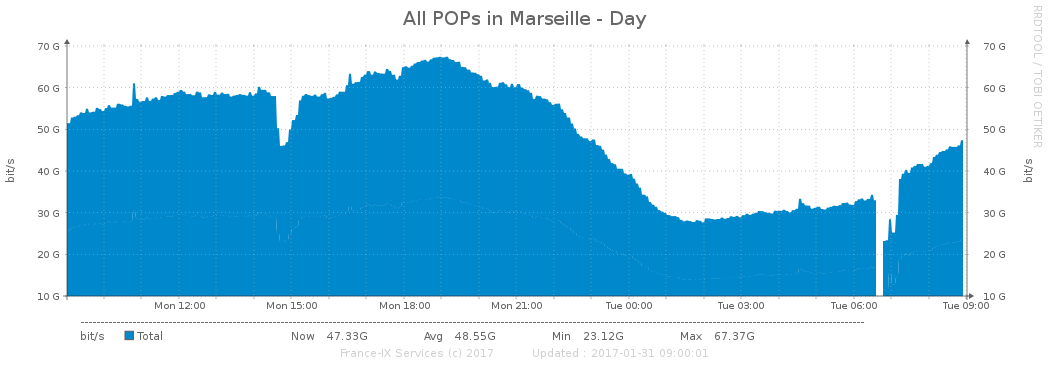 All POPs in Marseille - Day
RRDTOOL / TOBI OETIKER
70 G 70 G
60 G 60 G
50 G 50 G
40 G 40 G
30 G 30 G
20 G 20 G
10 G 10 G
bit/s bit/s
Mon 12:00 Mon 15:00 Mon 18:00 Mon 21:00 Tue 00:00 Tue 03:00 Tue 06:00 Tue 09:00
bit/s Total Now 47.33G Avg 48.55G Min 23.12G Max 67.37G
France-IX Services (c) 2017 Updated : 2017-01-31 09:00:01